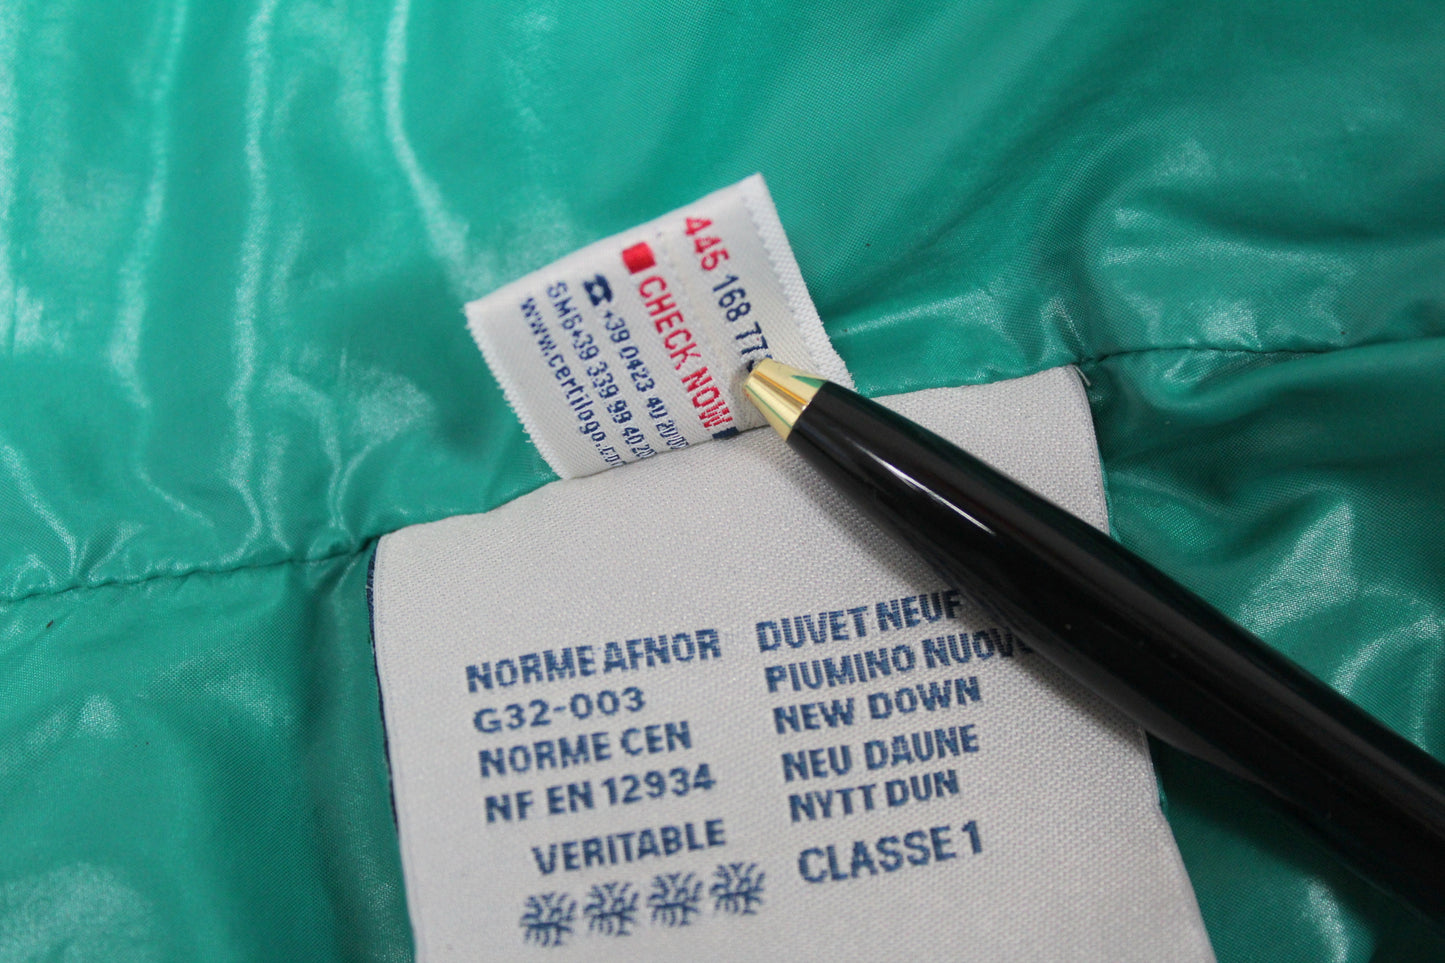 445 168 77
CHECK NOW
+39 0423 40 20 00
SMS+39 339 99 40 20
www.certilogo.com
NORME AFNOR
G32-003
NORME CEN
NF EN 12934
VERITABLE
DUVET NEUF
PIUMINO NUOVO
NEW DOWN
NEU DAUNE
NYTT DUN
CLASSE 1